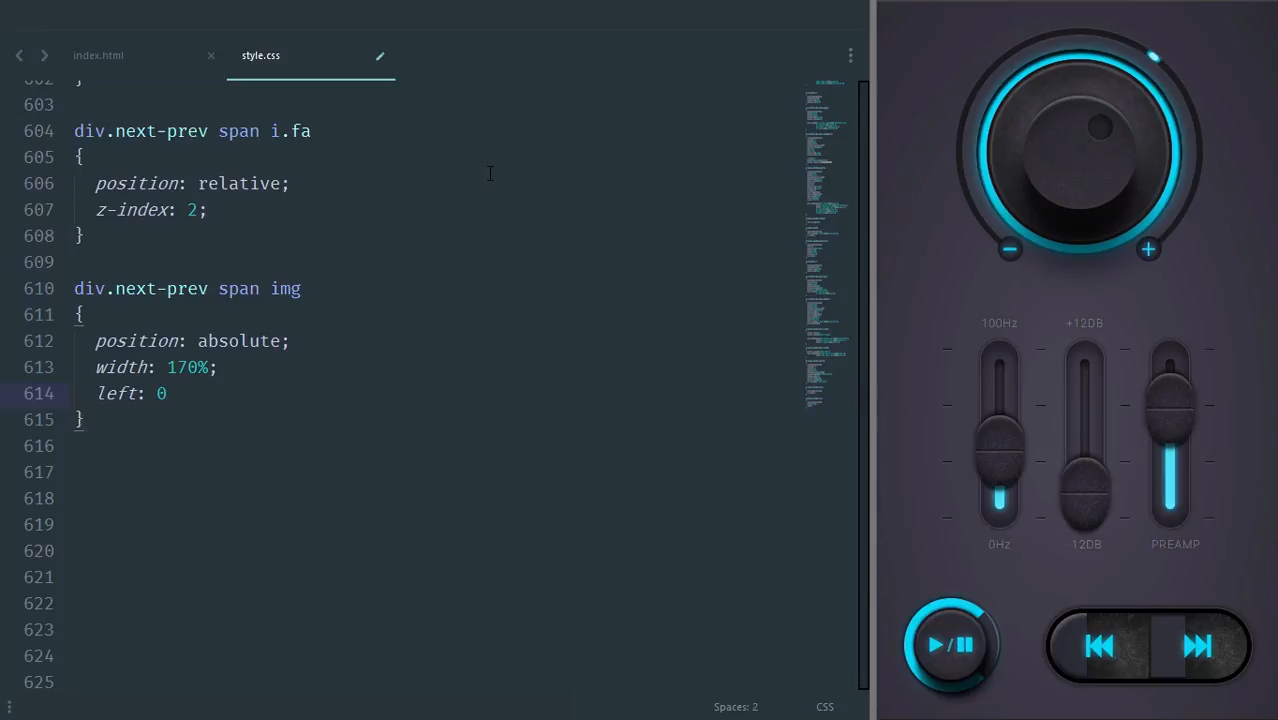 index.html
style.css
602 }
603
604 div.next-prev span i.fa
605 {
606 position: relative;
607 z-index: 2;
608 }
609
610 div.next-prev span img
611 {
612 position: absolute;
613 width: 170%;
614 left: 0
615 }
616
617
618
619
620
621
622
623
624
625
Spaces: 2 CSS
100Hz +12DB
0Hz -12DB PREAMP